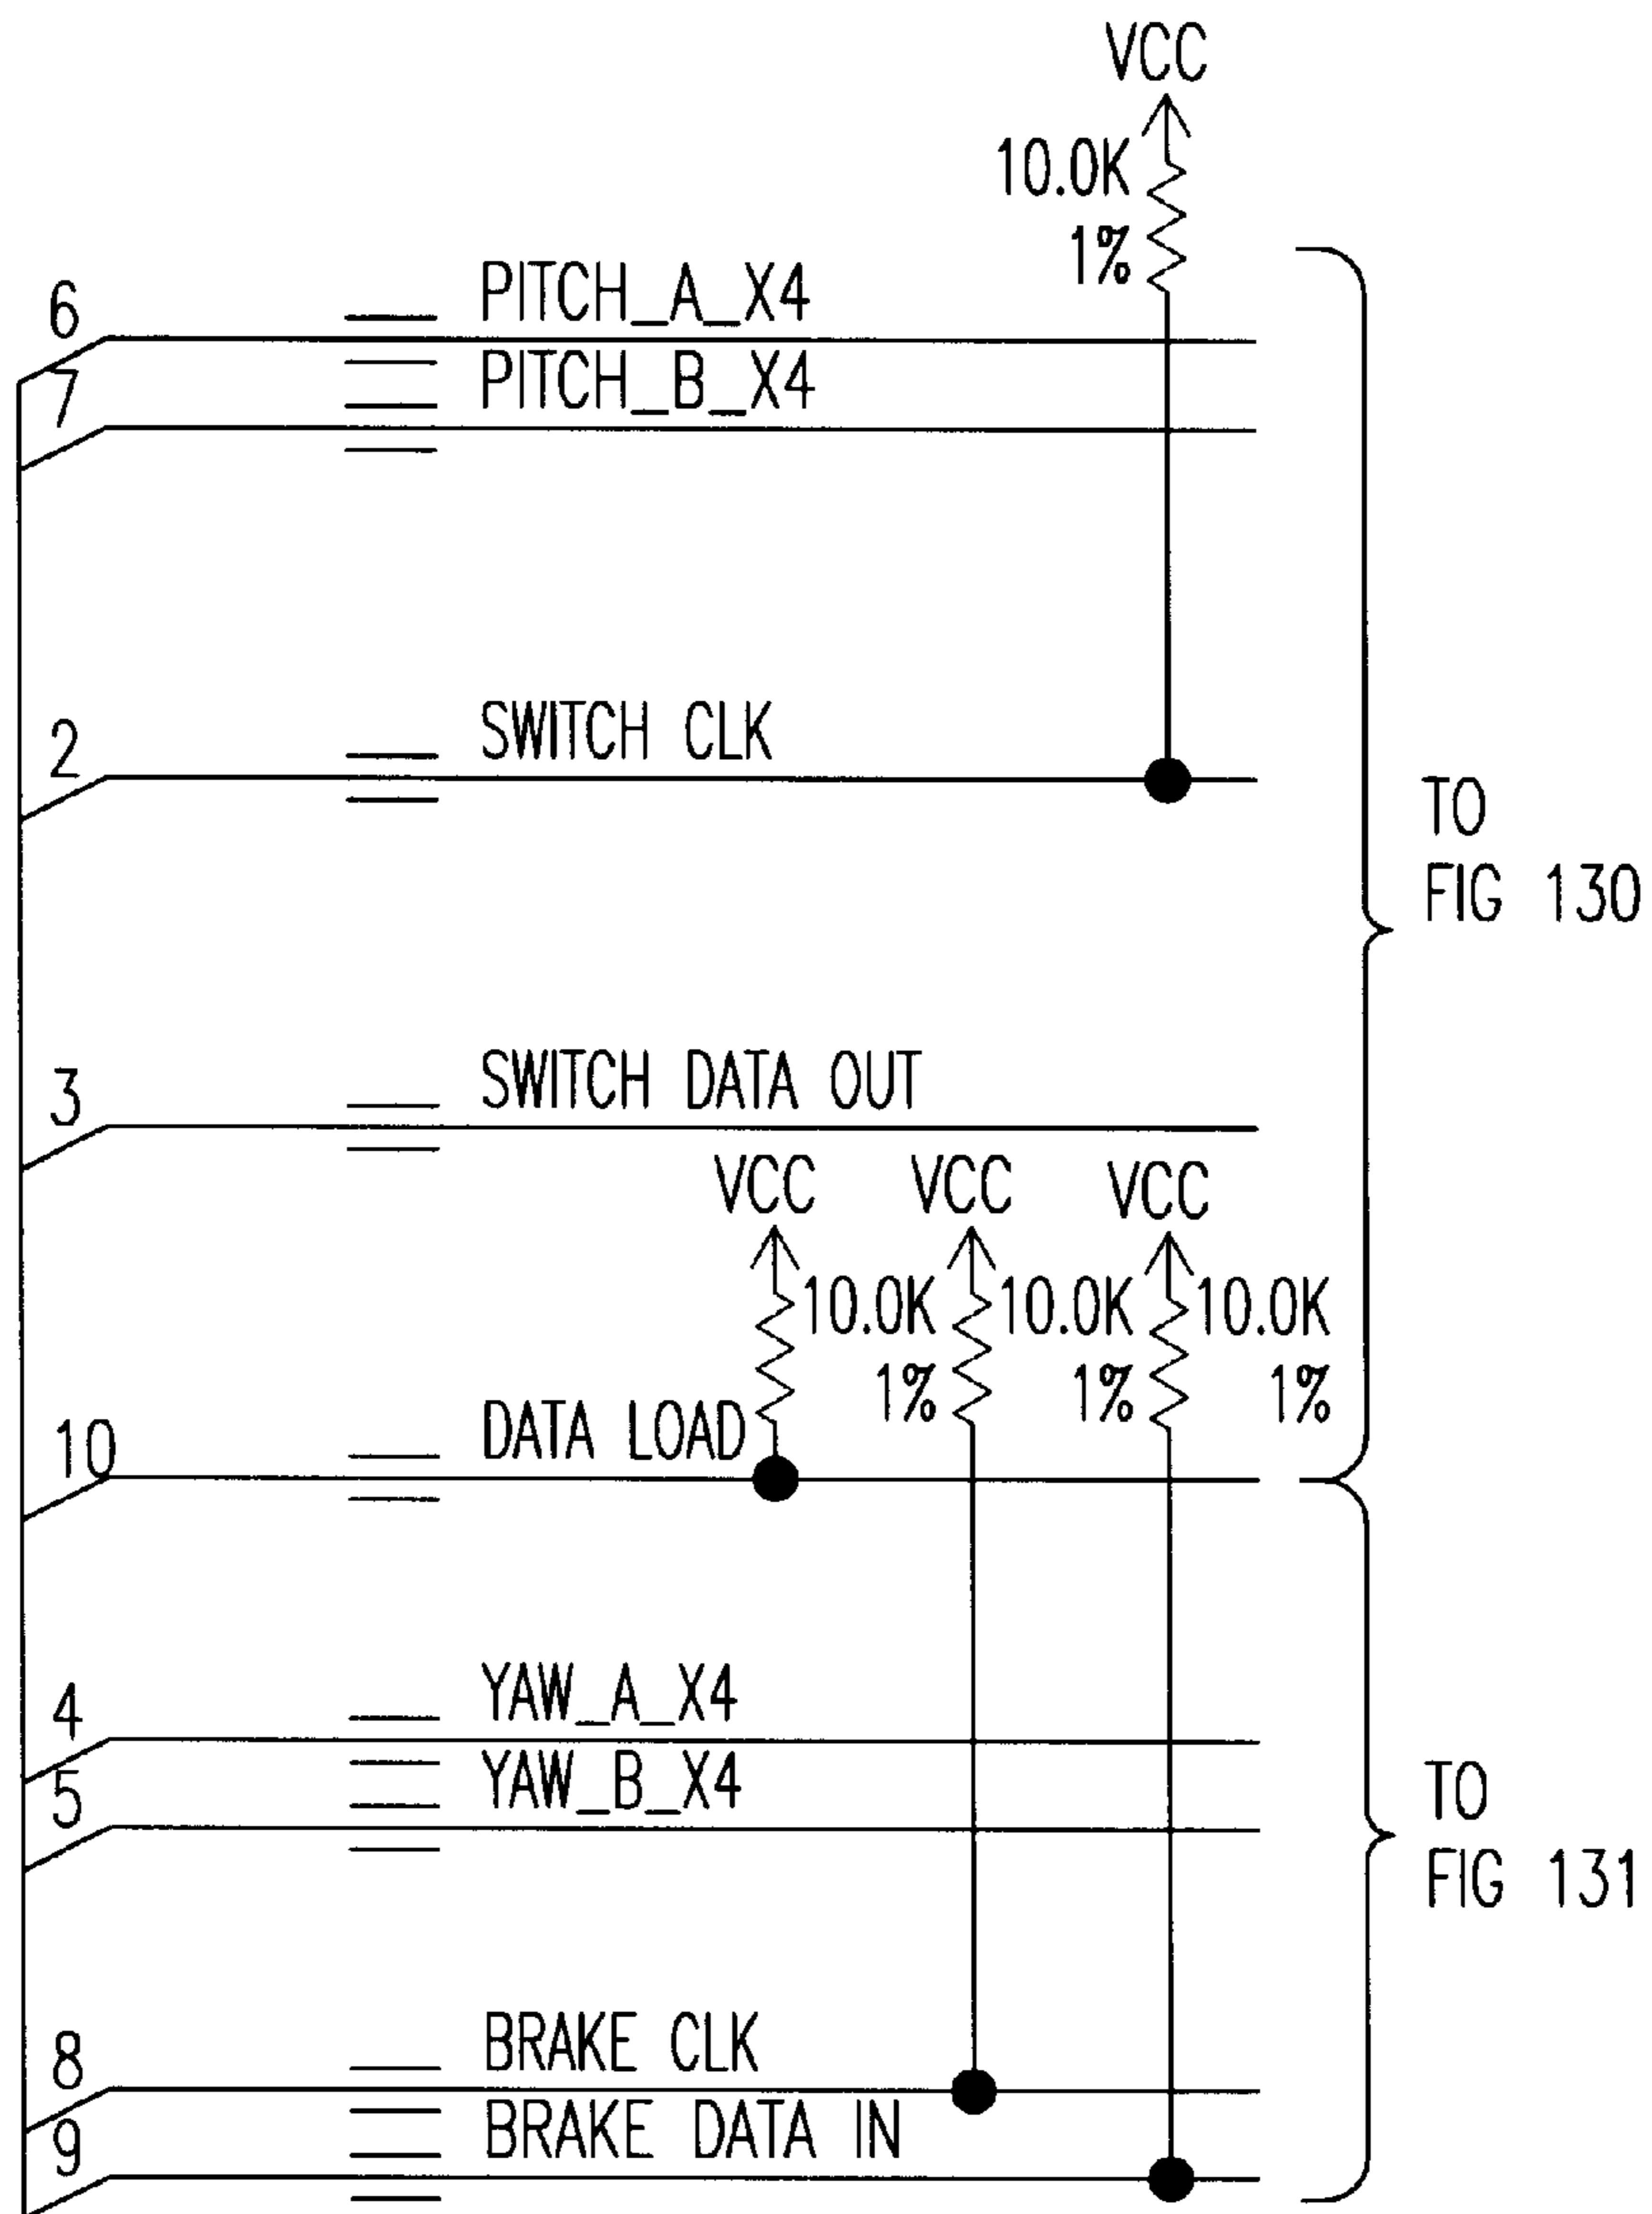 VCC
10.0K
1%
6 PITCH_A_X4
7 PITCH_B_X4
2 SWITCH CLK
TO
FIG 130
3 SWITCH DATA OUT
VCC VCC VCC
10.0K 10.0K 10.0K
1% 1% 1%
10 DATA LOAD
4 YAW_A_X4
5 YAW_B_X4
TO
FIG 131
8 BRAKE CLK
9 BRAKE DATA IN